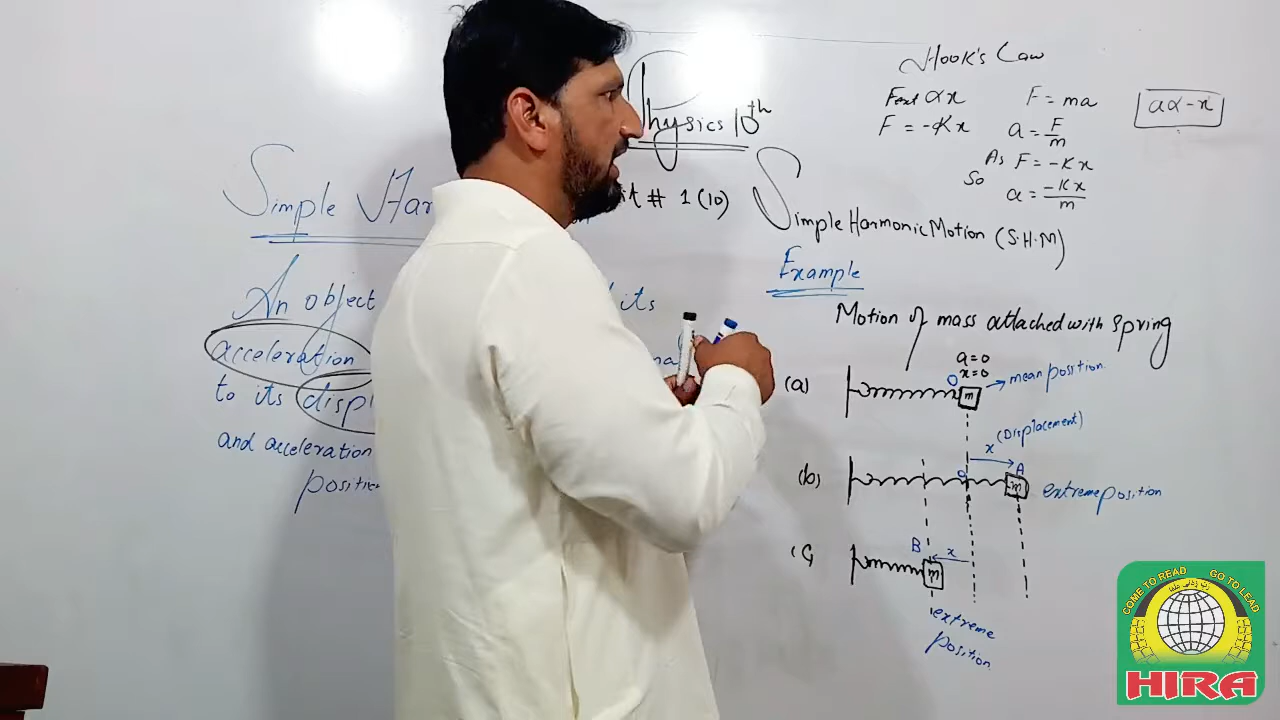 Physics 10th
# 1 (10)
Simple Har
An object
its
acceleration
to its displ
and acceleration
position
Hook's Law
Fext αx
F = -Kx
F = ma
a = F/m
As F = -Kx
So a = -Kx/m
aα-x
Simple Harmonic Motion (S.H.M)
Example
Motion of mass attached with spring
(a)
a=0
x=0
O
m
mean position
(b)
x (Displacement)
O
A
m
extreme position
B
x
m
extreme
position
COME TO READ GO TO LEAD
HIRA